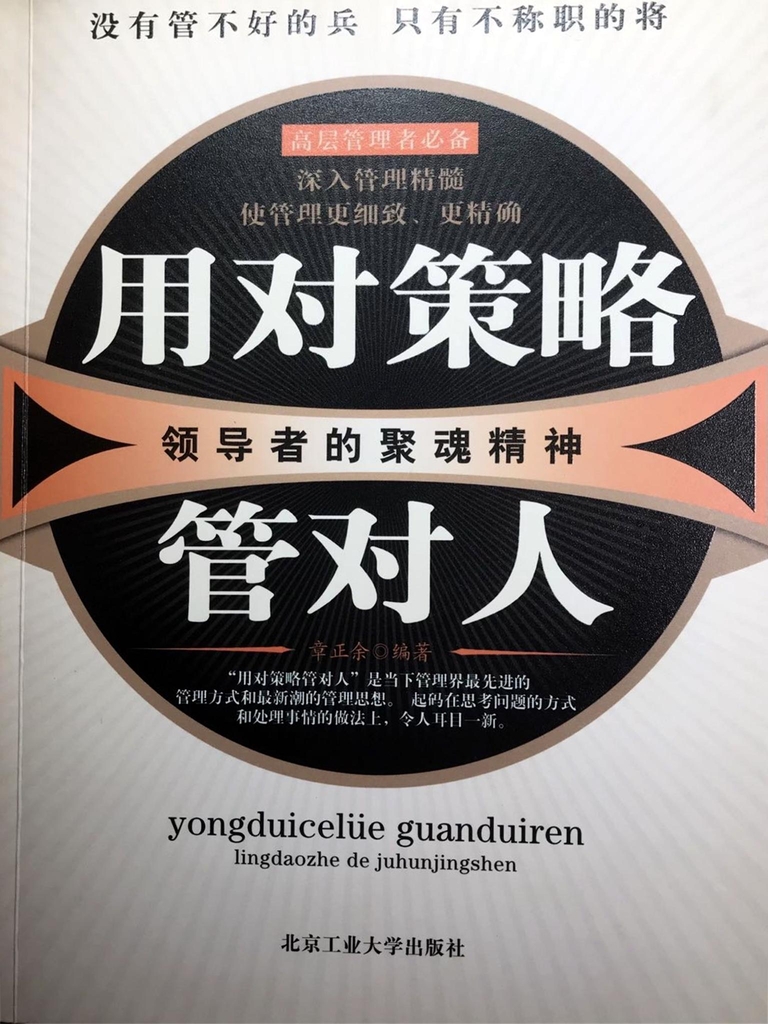 没有管不好的兵 只有不称职的将
高层管理者必备
深入管理精髓
使管理更细致、更精确
用对策略
领导者的聚魂精神
管对人
章正余◎编著
“用对策略管对人”是当下管理界最先进的
管理方式和最新潮的管理思想。起码在思考问题的方式
和处理事情的做法上，令人耳目一新。
yongduicelüe guanduiren
lingdaozhe de juhunjingshen
北京工业大学出版社